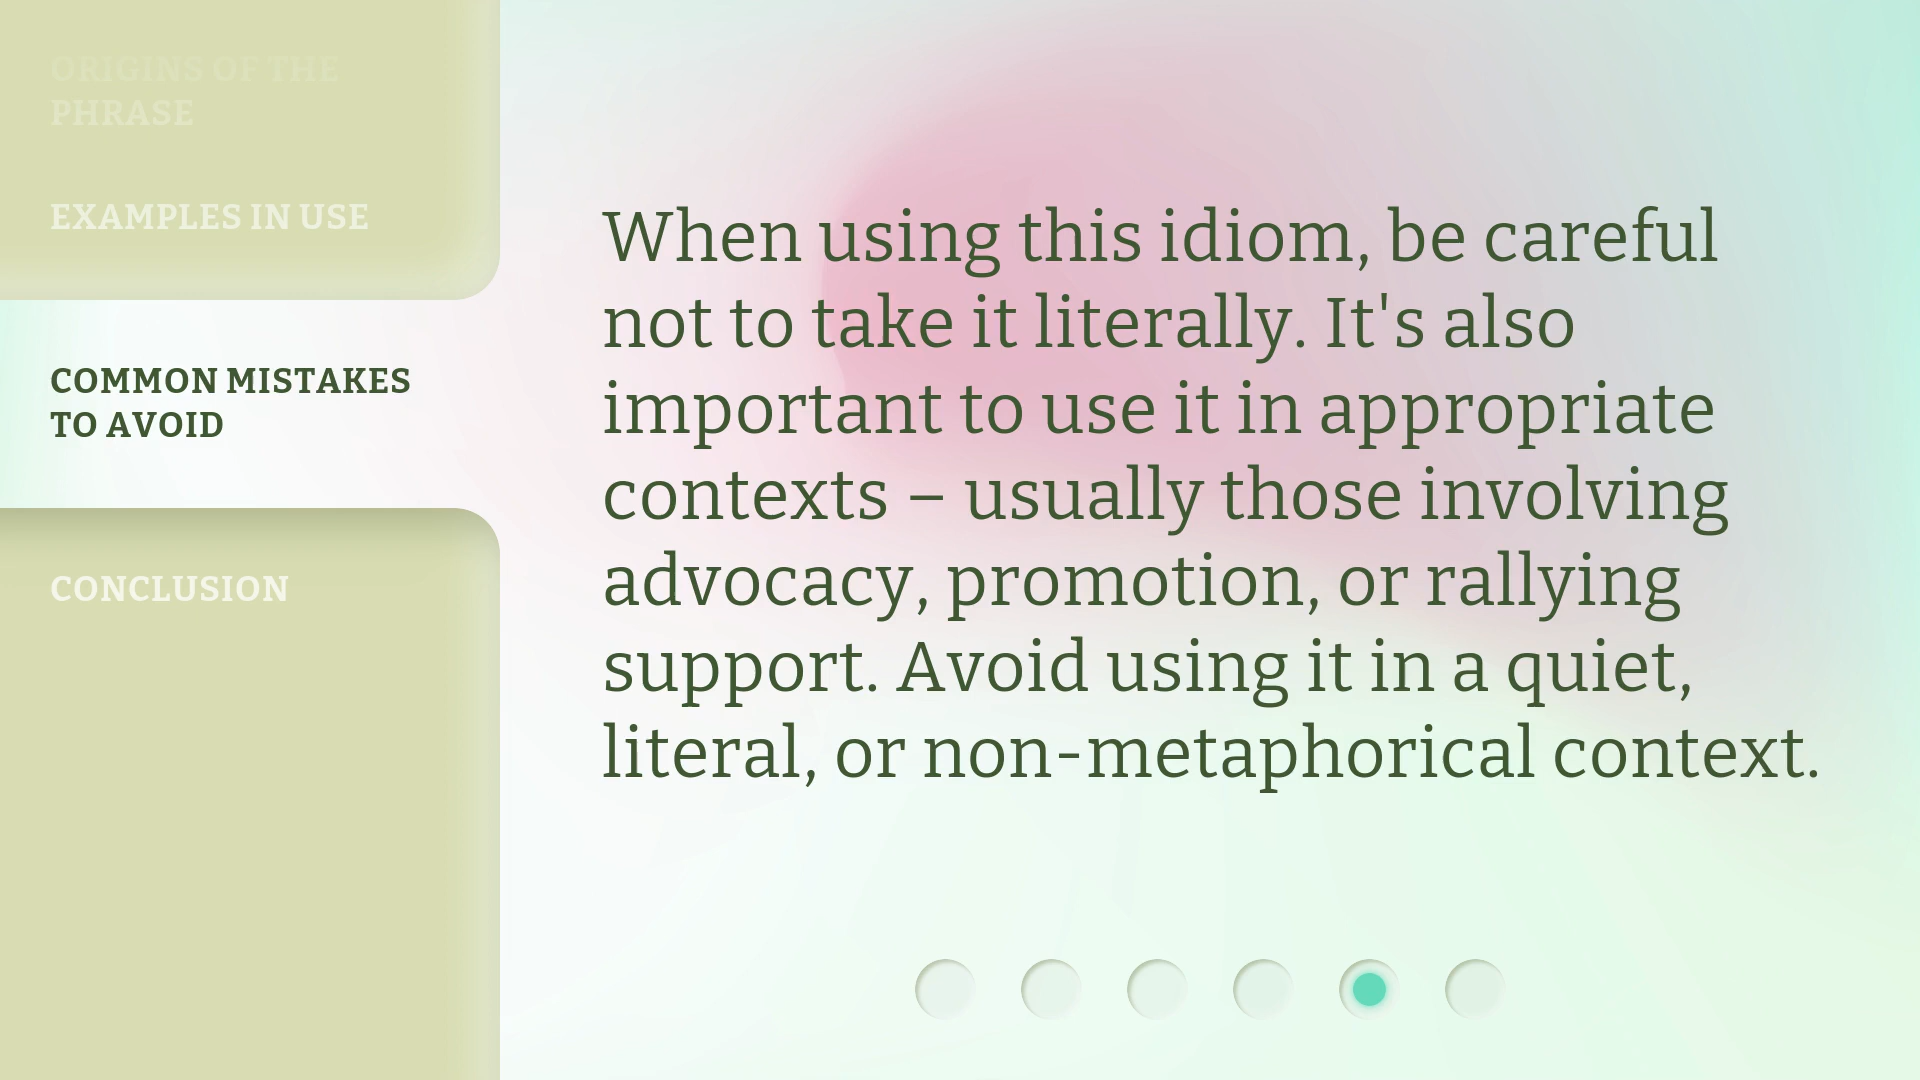 ORIGINS OF THE
PHRASE
EXAMPLES IN USE
COMMON MISTAKES
TO AVOID
CONCLUSION
When using this idiom, be careful
not to take it literally. It's also
important to use it in appropriate
contexts – usually those involving
advocacy, promotion, or rallying
support. Avoid using it in a quiet,
literal, or non-metaphorical context.